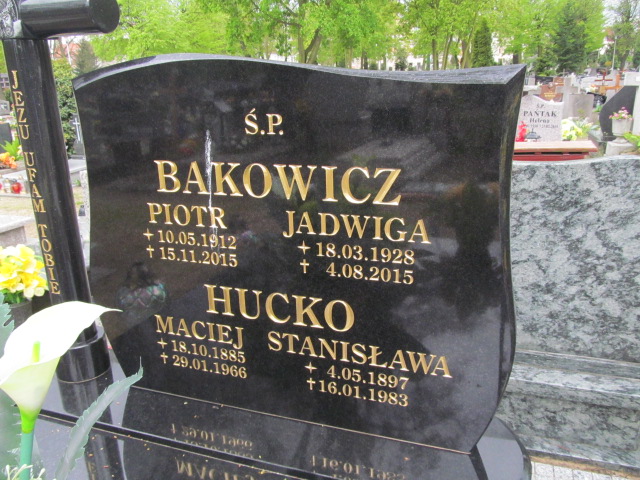 JEZU UFAM TOBIE
Ś.P.
BAKOWICZ
PIOTR JADWIGA
+ 10.05.1912 + 18.03.1928
✝ 15.11.2015 ✝ 4.08.2015
HUCKO
MACIEJ STANISŁAWA
+ 18.10.1885 + 4.05.1897
✝ 29.01.1966 ✝ 16.01.1983
Ś.P.
PANTAK
Helena